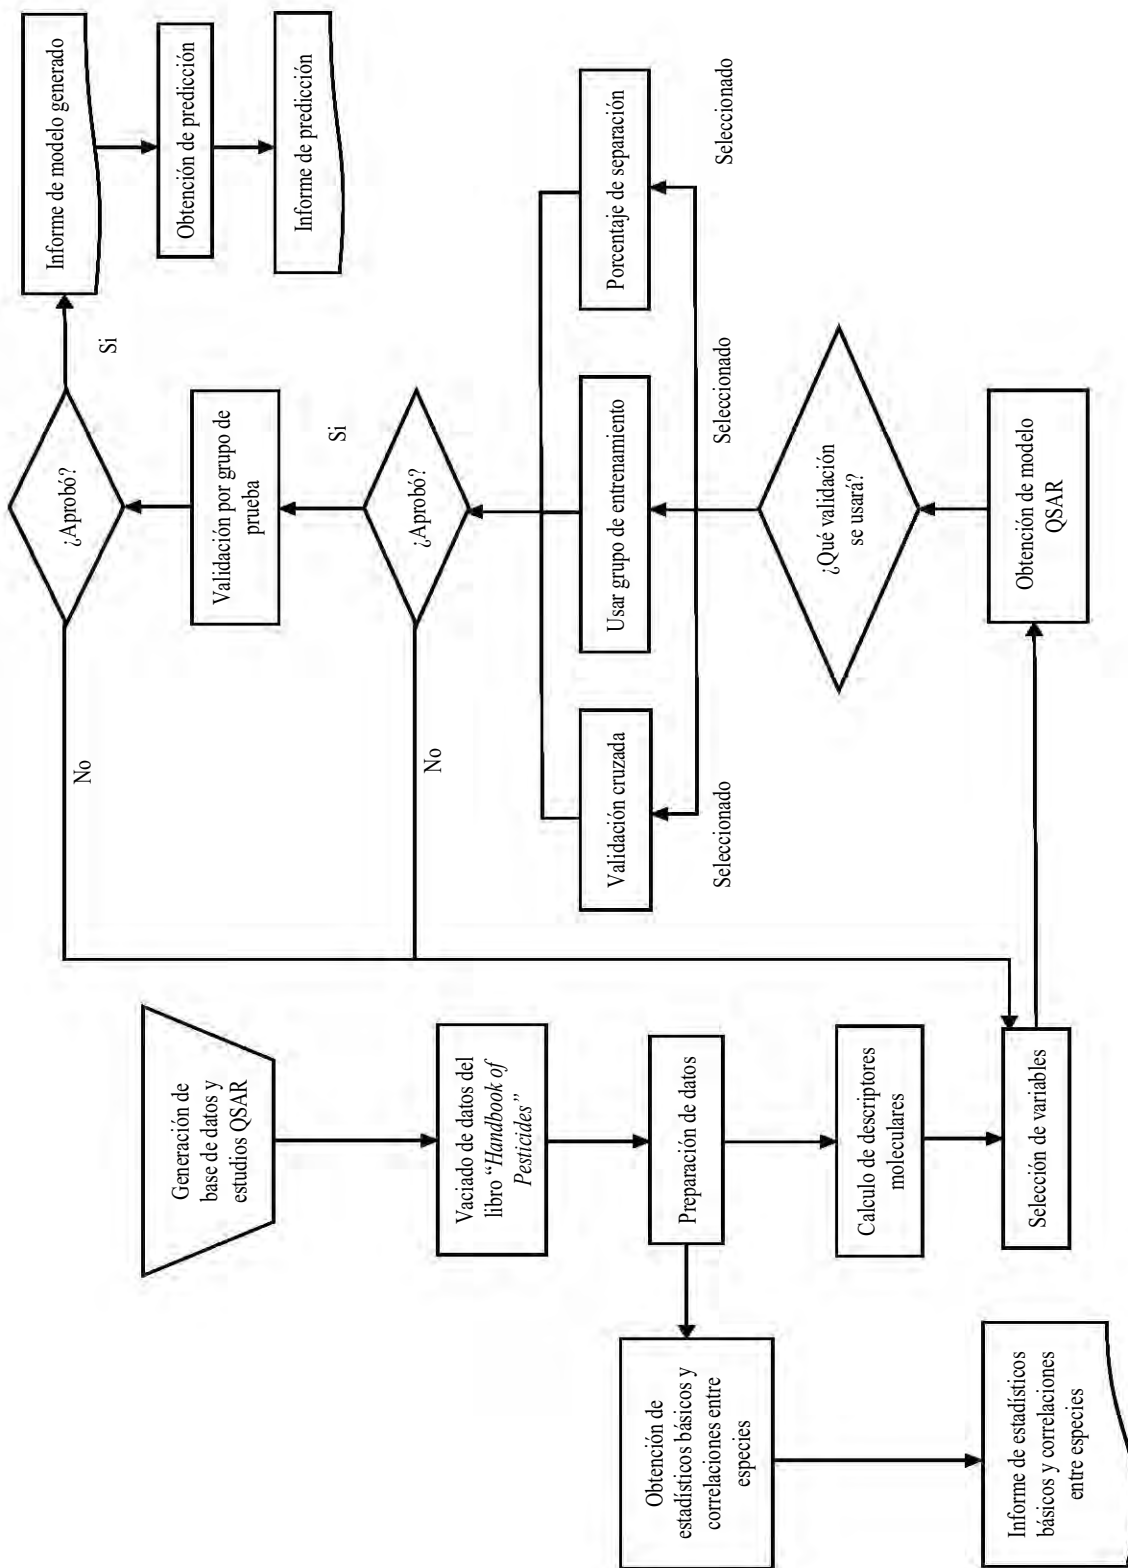 Generación de
base de datos y
estudios QSAR
Vaciado de datos del
libro “Handbook of
Pesticides”
Preparación de datos
Obtención de
estadísticos básicos y
correlaciones entre
especies
Informe de estadísticos
básicos y correlaciones
entre especies
Calculo de descriptores
moleculares
Selección de variables
Obtención de modelo
QSAR
¿Qué validación
se usará?
Seleccionado
Seleccionado
Seleccionado
Validación cruzada
Usar grupo de entrenamiento
Porcentaje de separación
¿Aprobó?
No
Si
Validación por grupo de
prueba
¿Aprobó?
No
Si
Informe de modelo generado
Obtención de predicción
Informe de predicción